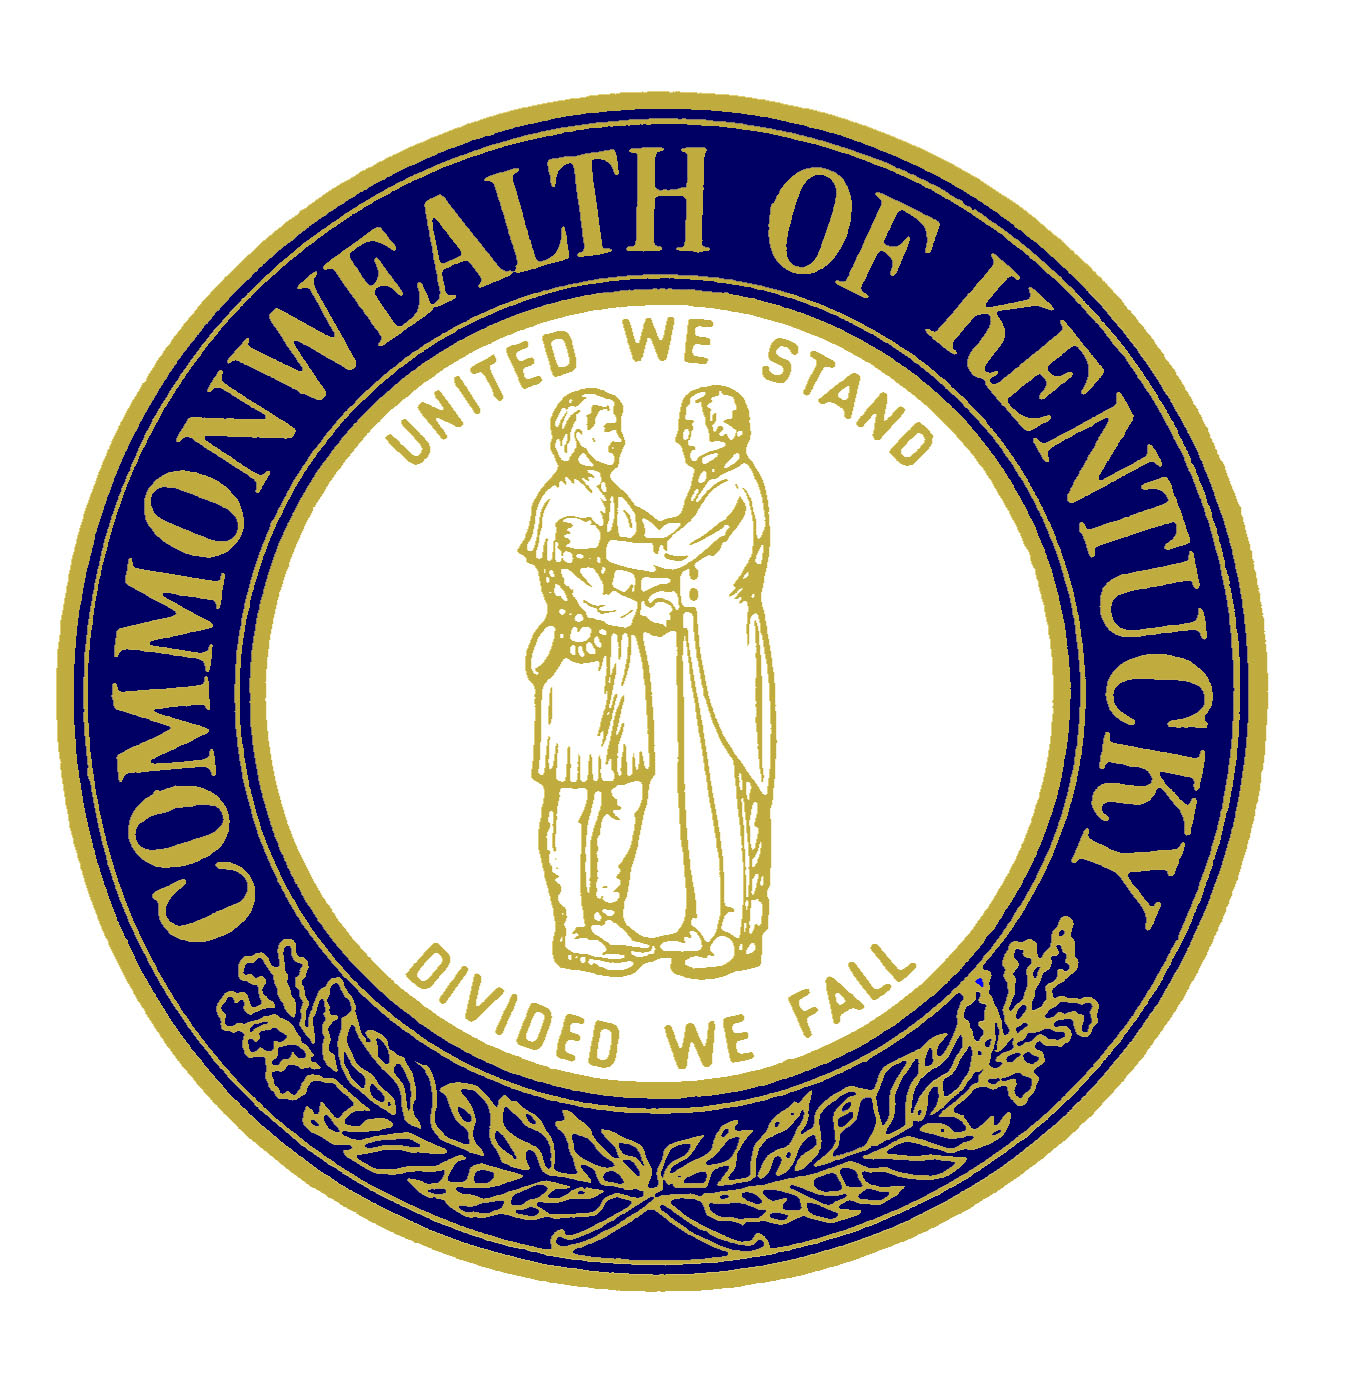 COMMONWEALTH OF KENTUCKY
UNITED WE STAND
DIVIDED WE FALL